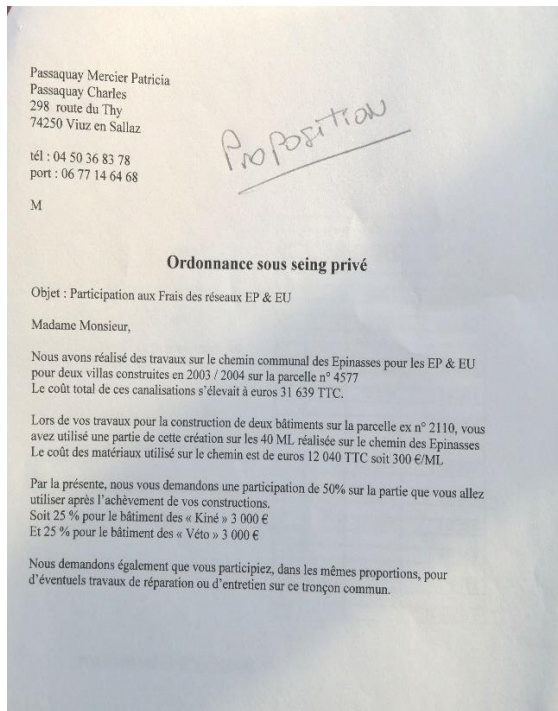 Passaquay Mercier Patricia
Passaquay Charles
298 route du Thy
74250 Viuz en Sallaz
tél : 04 50 36 83 78
port : 06 77 14 64 68
PROPOSITION
M
Ordonnance sous seing privé
Objet : Participation aux Frais des réseaux EP & EU
Madame Monsieur,
Nous avons réalisé des travaux sur le chemin communal des Epinasses pour les EP & EU
pour deux villas construites en 2003 / 2004 sur la parcelle n° 4577
Le coût total de ces canalisations s'élevait à euros 31 639 TTC.
Lors de vos travaux pour la construction de deux bâtiments sur la parcelle ex n° 2110, vous
avez utilisé une partie de cette création sur les 40 ML réalisée sur le chemin des Epinasses
Le coût des matériaux utilisé sur le chemin est de euros 12 040 TTC soit 300 €/ML
Par la présente, nous vous demandons une participation de 50% sur la partie que vous allez
utiliser après l'achèvement de vos constructions.
Soit 25 % pour le bâtiment des « Kiné » 3 000 €
Et 25 % pour le bâtiment des « Véto » 3 000 €
Nous demandons également que vous participiez, dans les mêmes proportions, pour
d'éventuels travaux de réparation ou d'entretien sur ce tronçon commun.